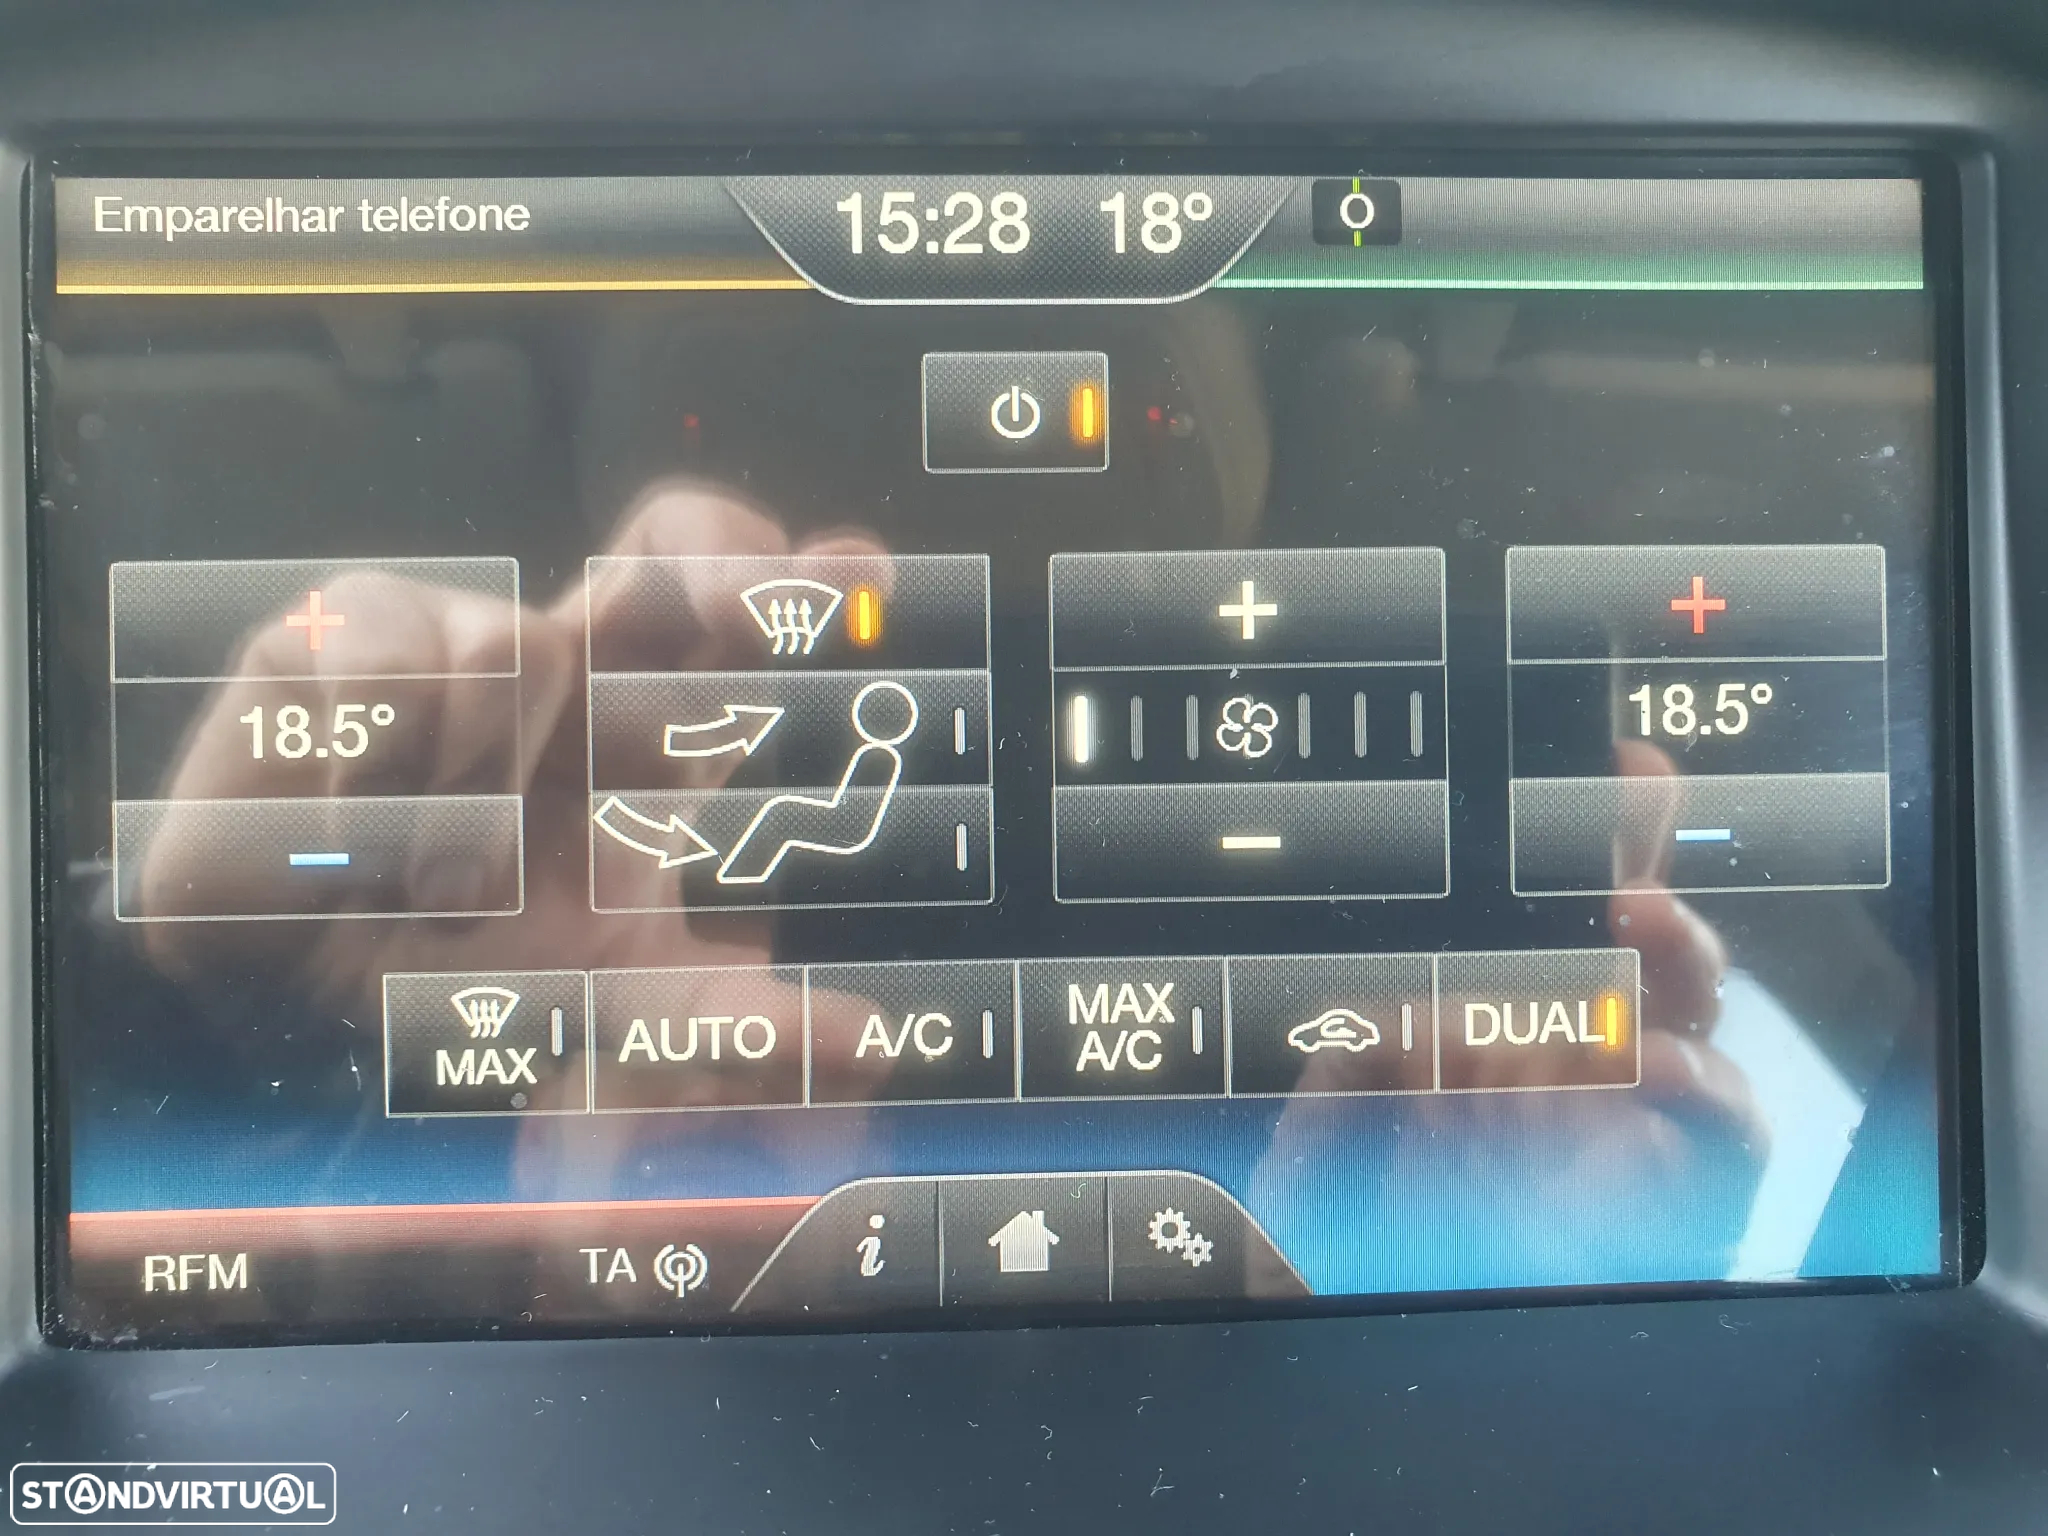 Emparelhar telefone
15:28 18°
O
18.5°
18.5°
MAX
AUTO
A/C
MAX
A/C
DUAL
RFM
TA
i
STANDVIRTUAL